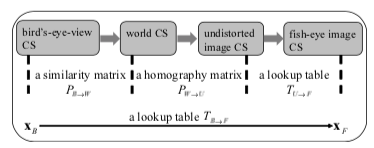 bird's-eye-view CS
world CS
undistorted image CS
fish-eye image CS
a similarity matrix
a homography matrix
a lookup table
P_{B→W}
P_{W→U}
T_{U→F}
a lookup table T_{B→F}
x_B
x_F